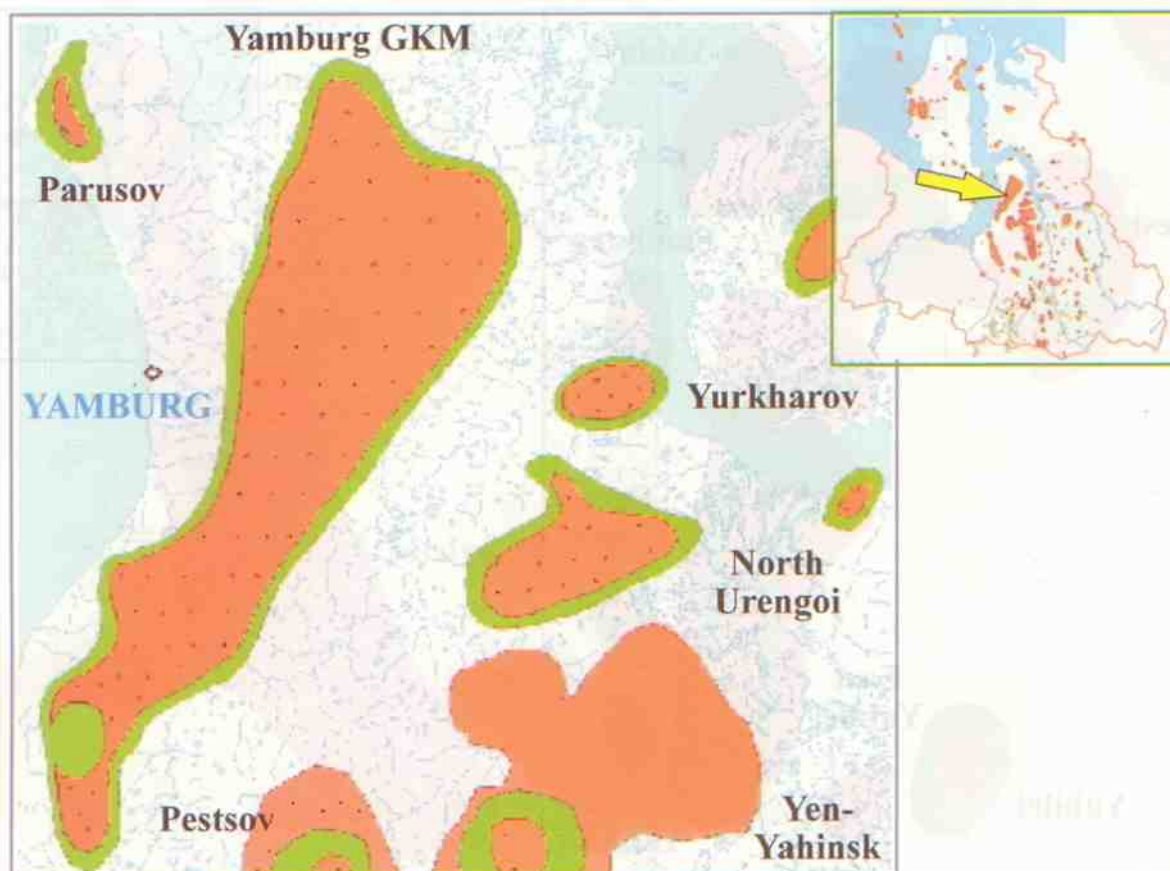 Yamburg GKM
Parusov
YAMBURG
Yurkharov
North
Urengoi
Pestsov
Yen-
Yahinsk